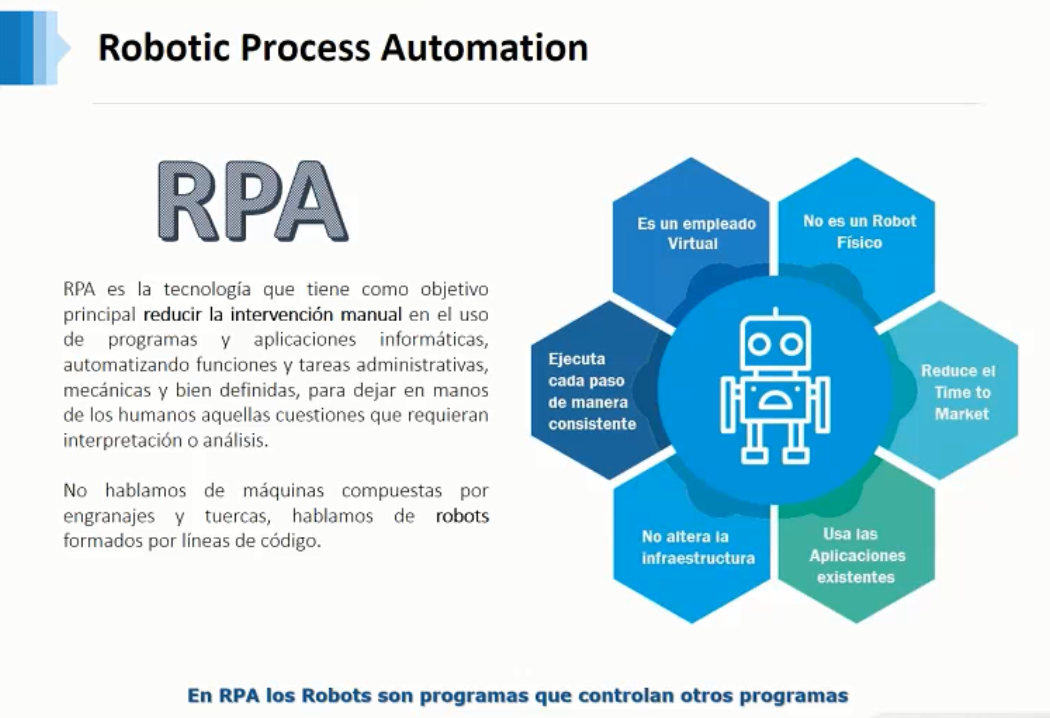 Robotic Process Automation
RPA
RPA es la tecnología que tiene como objetivo
principal reducir la intervención manual en el uso
de programas y aplicaciones informáticas,
automatizando funciones y tareas administrativas,
mecánicas y bien definidas, para dejar en manos
de los humanos aquellas cuestiones que requieran
interpretación o análisis.
No hablamos de máquinas compuestas por
engranajes y tuercas, hablamos de robots
formados por líneas de código.
Es un empleado
Virtual
No es un Robot
Físico
Ejecuta
cada paso
de manera
consistente
Reduce el
Time to
Market
No altera la
infraestructura
Usa las
Aplicaciones
existentes
En RPA los Robots son programas que controlan otros programas